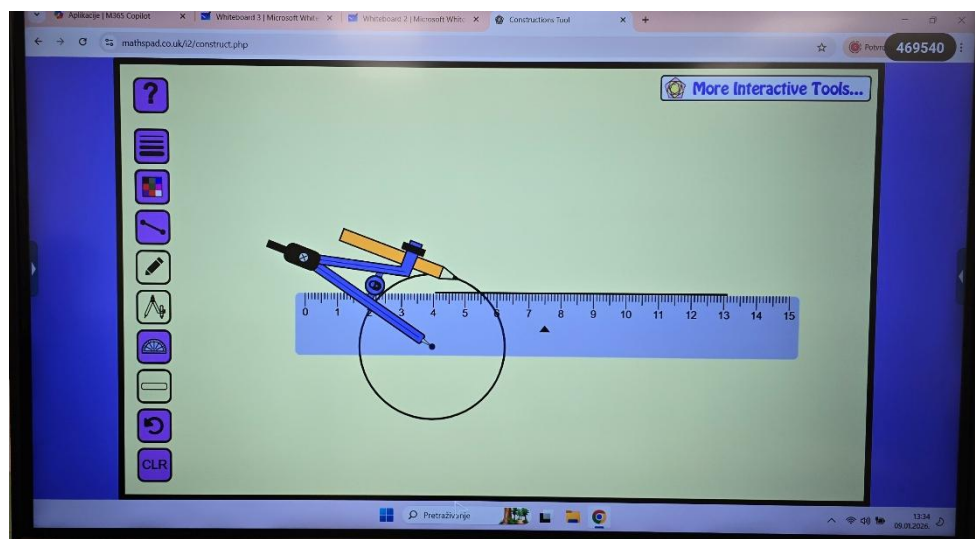 Aplikacije | M365 Copilot
Whiteboard 3 | Microsoft White
Whiteboard 2 | Microsoft White
Constructions Tool
mathspad.co.uk/i2/construct.php
469540
?
More Interactive Tools...
0 1 2 3 4 5 6 7 8 9 10 11 12 13 14 15
CLR
Pretraživanje
13:34
09.01.2026.